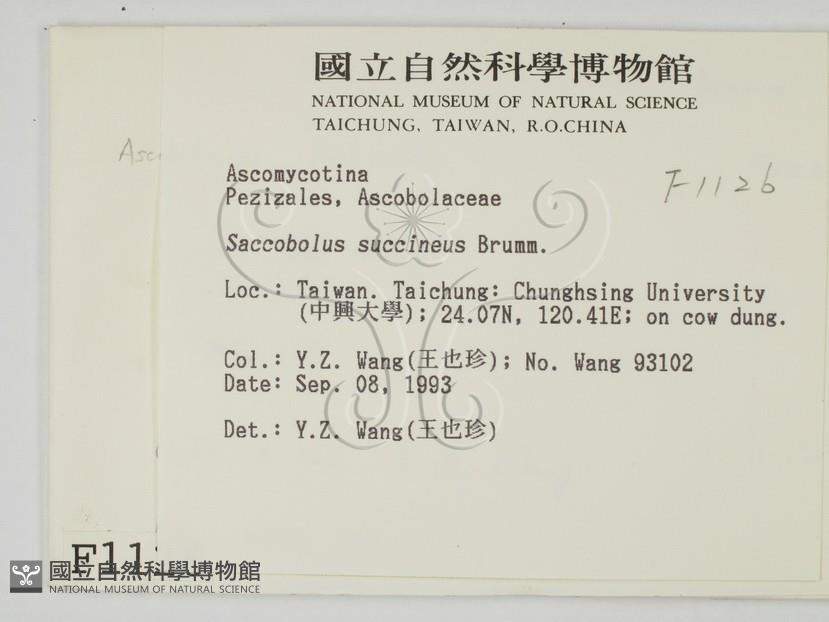 國立自然科學博物館
NATIONAL MUSEUM OF NATURAL SCIENCE
TAICHUNG, TAIWAN, R.O.CHINA
Ascomycotina
Pezizales, Ascobolaceae
F1126
Saccobolus succineus Brumm.
Loc.: Taiwan. Taichung: Chunghsing University
(中興大學); 24.07N, 120.41E; on cow dung.
Col.: Y.Z. Wang(王也珍); No. Wang 93102
Date: Sep. 08, 1993
Det.: Y.Z. Wang(王也珍)
Asc
F11
國立自然科學博物館
NATIONAL MUSEUM OF NATURAL SCIENCE